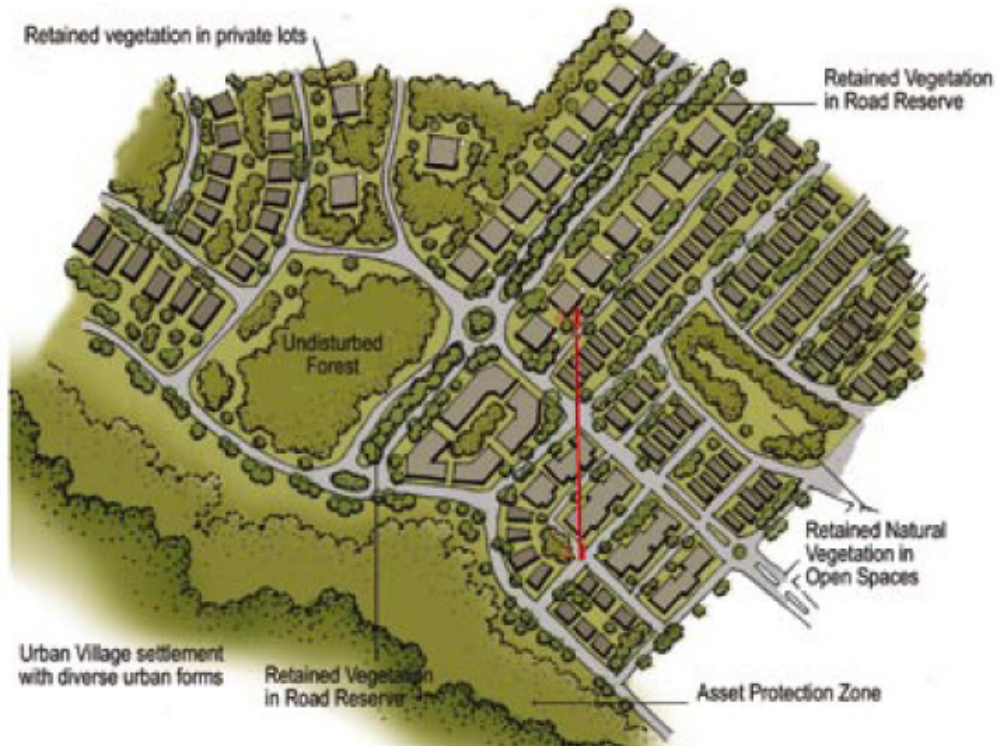 Retained vegetation in private lots
Retained Vegetation
in Road Reserve
Undisturbed
Forest
Retained Natural
Vegetation in
Open Spaces
Urban Village settlement
with diverse urban forms
Retained Vegetation
in Road Reserve
Asset Protection Zone